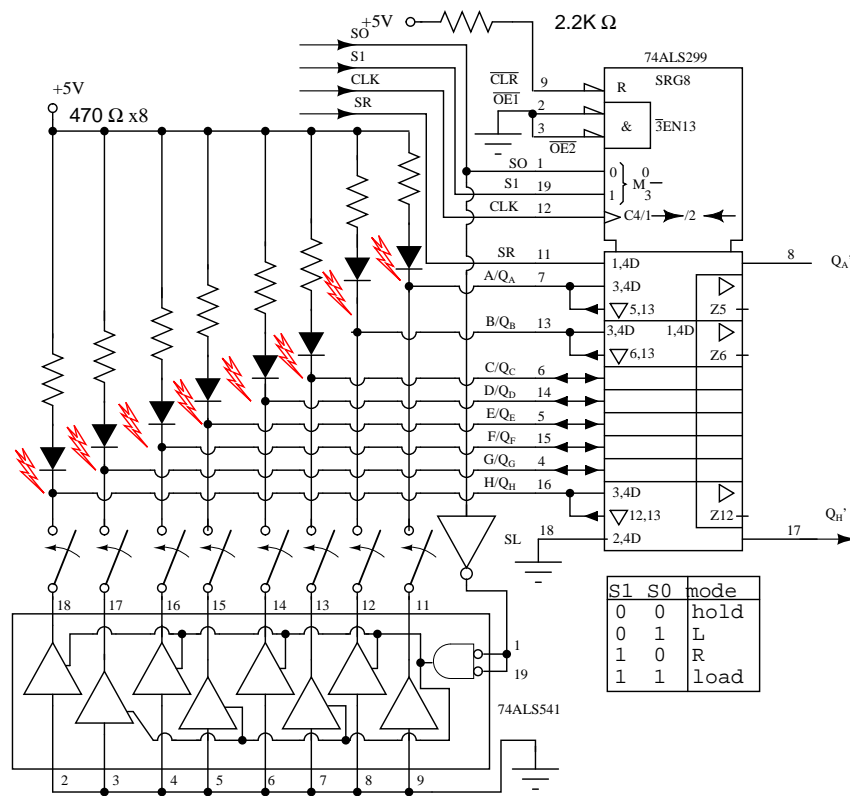 +5V
2.2K Ω
SO
S1
CLK
SR
74ALS299
SRG8
+5V
470 Ω x8
CLR
9
R
OE1
2
&
3EN13
3
OE2
SO 1
0
0
M
S1 19
1
3
CLK 12
C4/1
/2
SR 11
1,4D
8
QA'
A/QA
7
3,4D
5,13
Z5
B/QB
13
3,4D
1,4D
6,13
Z6
C/QC 6
D/QD 14
E/QE 5
F/QF 15
G/QG 4
H/QH 16
3,4D
12,13
Z12
SL
18
2,4D
17
QH'
S1 S0 mode
0 0 hold
0 1 L
1 0 R
1 1 load
18 17 16 15 14 13 12 11
1
19
74ALS541
2 3 4 5 6 7 8 9